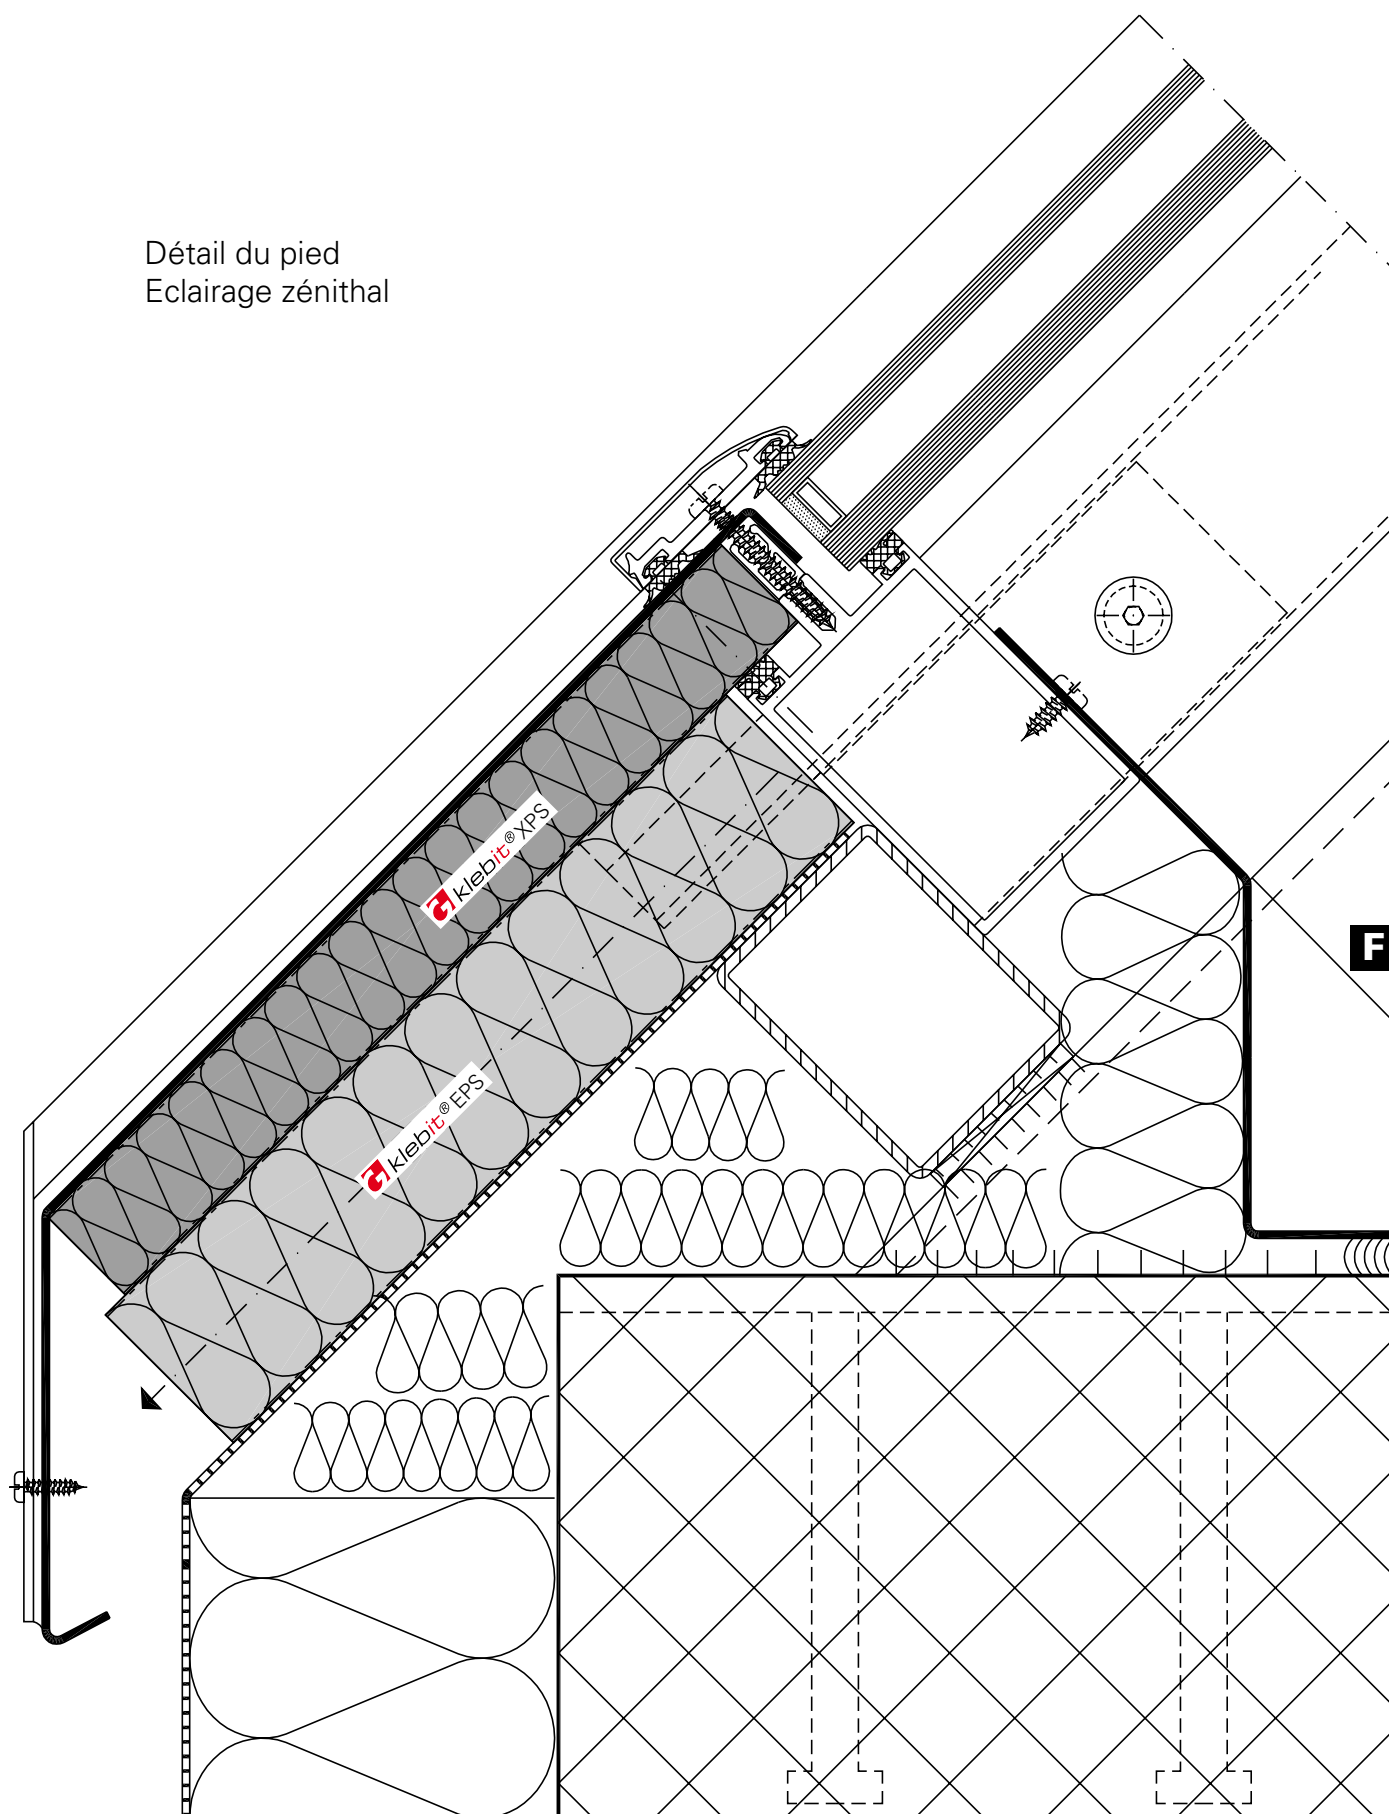 Détail du pied
Eclairage zénithal
klebit® XPS
F
klebit® EPS